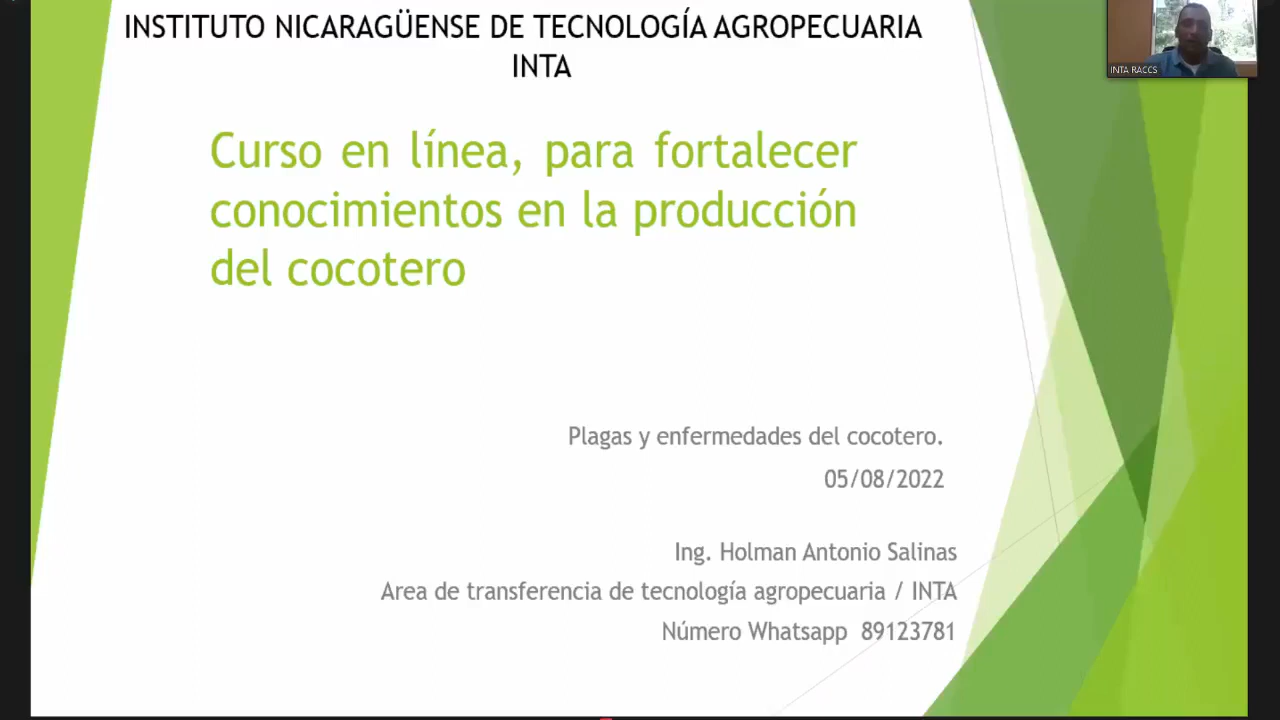 INSTITUTO NICARAGÜENSE DE TECNOLOGÍA AGROPECUARIA
INTA
INTA RACCS
Curso en línea, para fortalecer
conocimientos en la producción
del cocotero
Plagas y enfermedades del cocotero.
05/08/2022
Ing. Holman Antonio Salinas
Area de transferencia de tecnología agropecuaria / INTA
Número Whatsapp 89123781